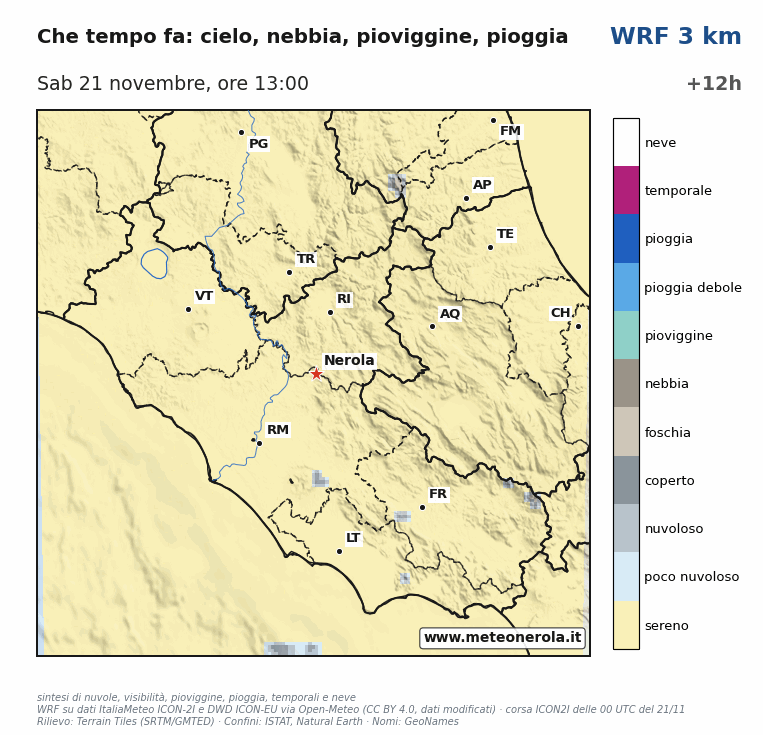 Che tempo fa: cielo, nebbia, pioviggine, pioggia
WRF 3 km
Sab 21 novembre, ore 13:00
+12h
FM
PG
neve
AP
temporale
TE
pioggia
TR
pioggia debole
RI
VT
AQ
CH
pioviggine
Nerola
nebbia
RM
foschia
coperto
FR
LT
nuvoloso
poco nuvoloso
sereno
www.meteonerola.it
sintesi di nuvole, visibilità, pioviggine, pioggia, temporali e neve
WRF su dati ItaliaMeteo ICON-2I e DWD ICON-EU via Open-Meteo (CC BY 4.0, dati modificati) · corsa ICON2I delle 00 UTC del 21/11
Rilievo: Terrain Tiles (SRTM/GMTED) · Confini: ISTAT, Natural Earth · Nomi: GeoNames